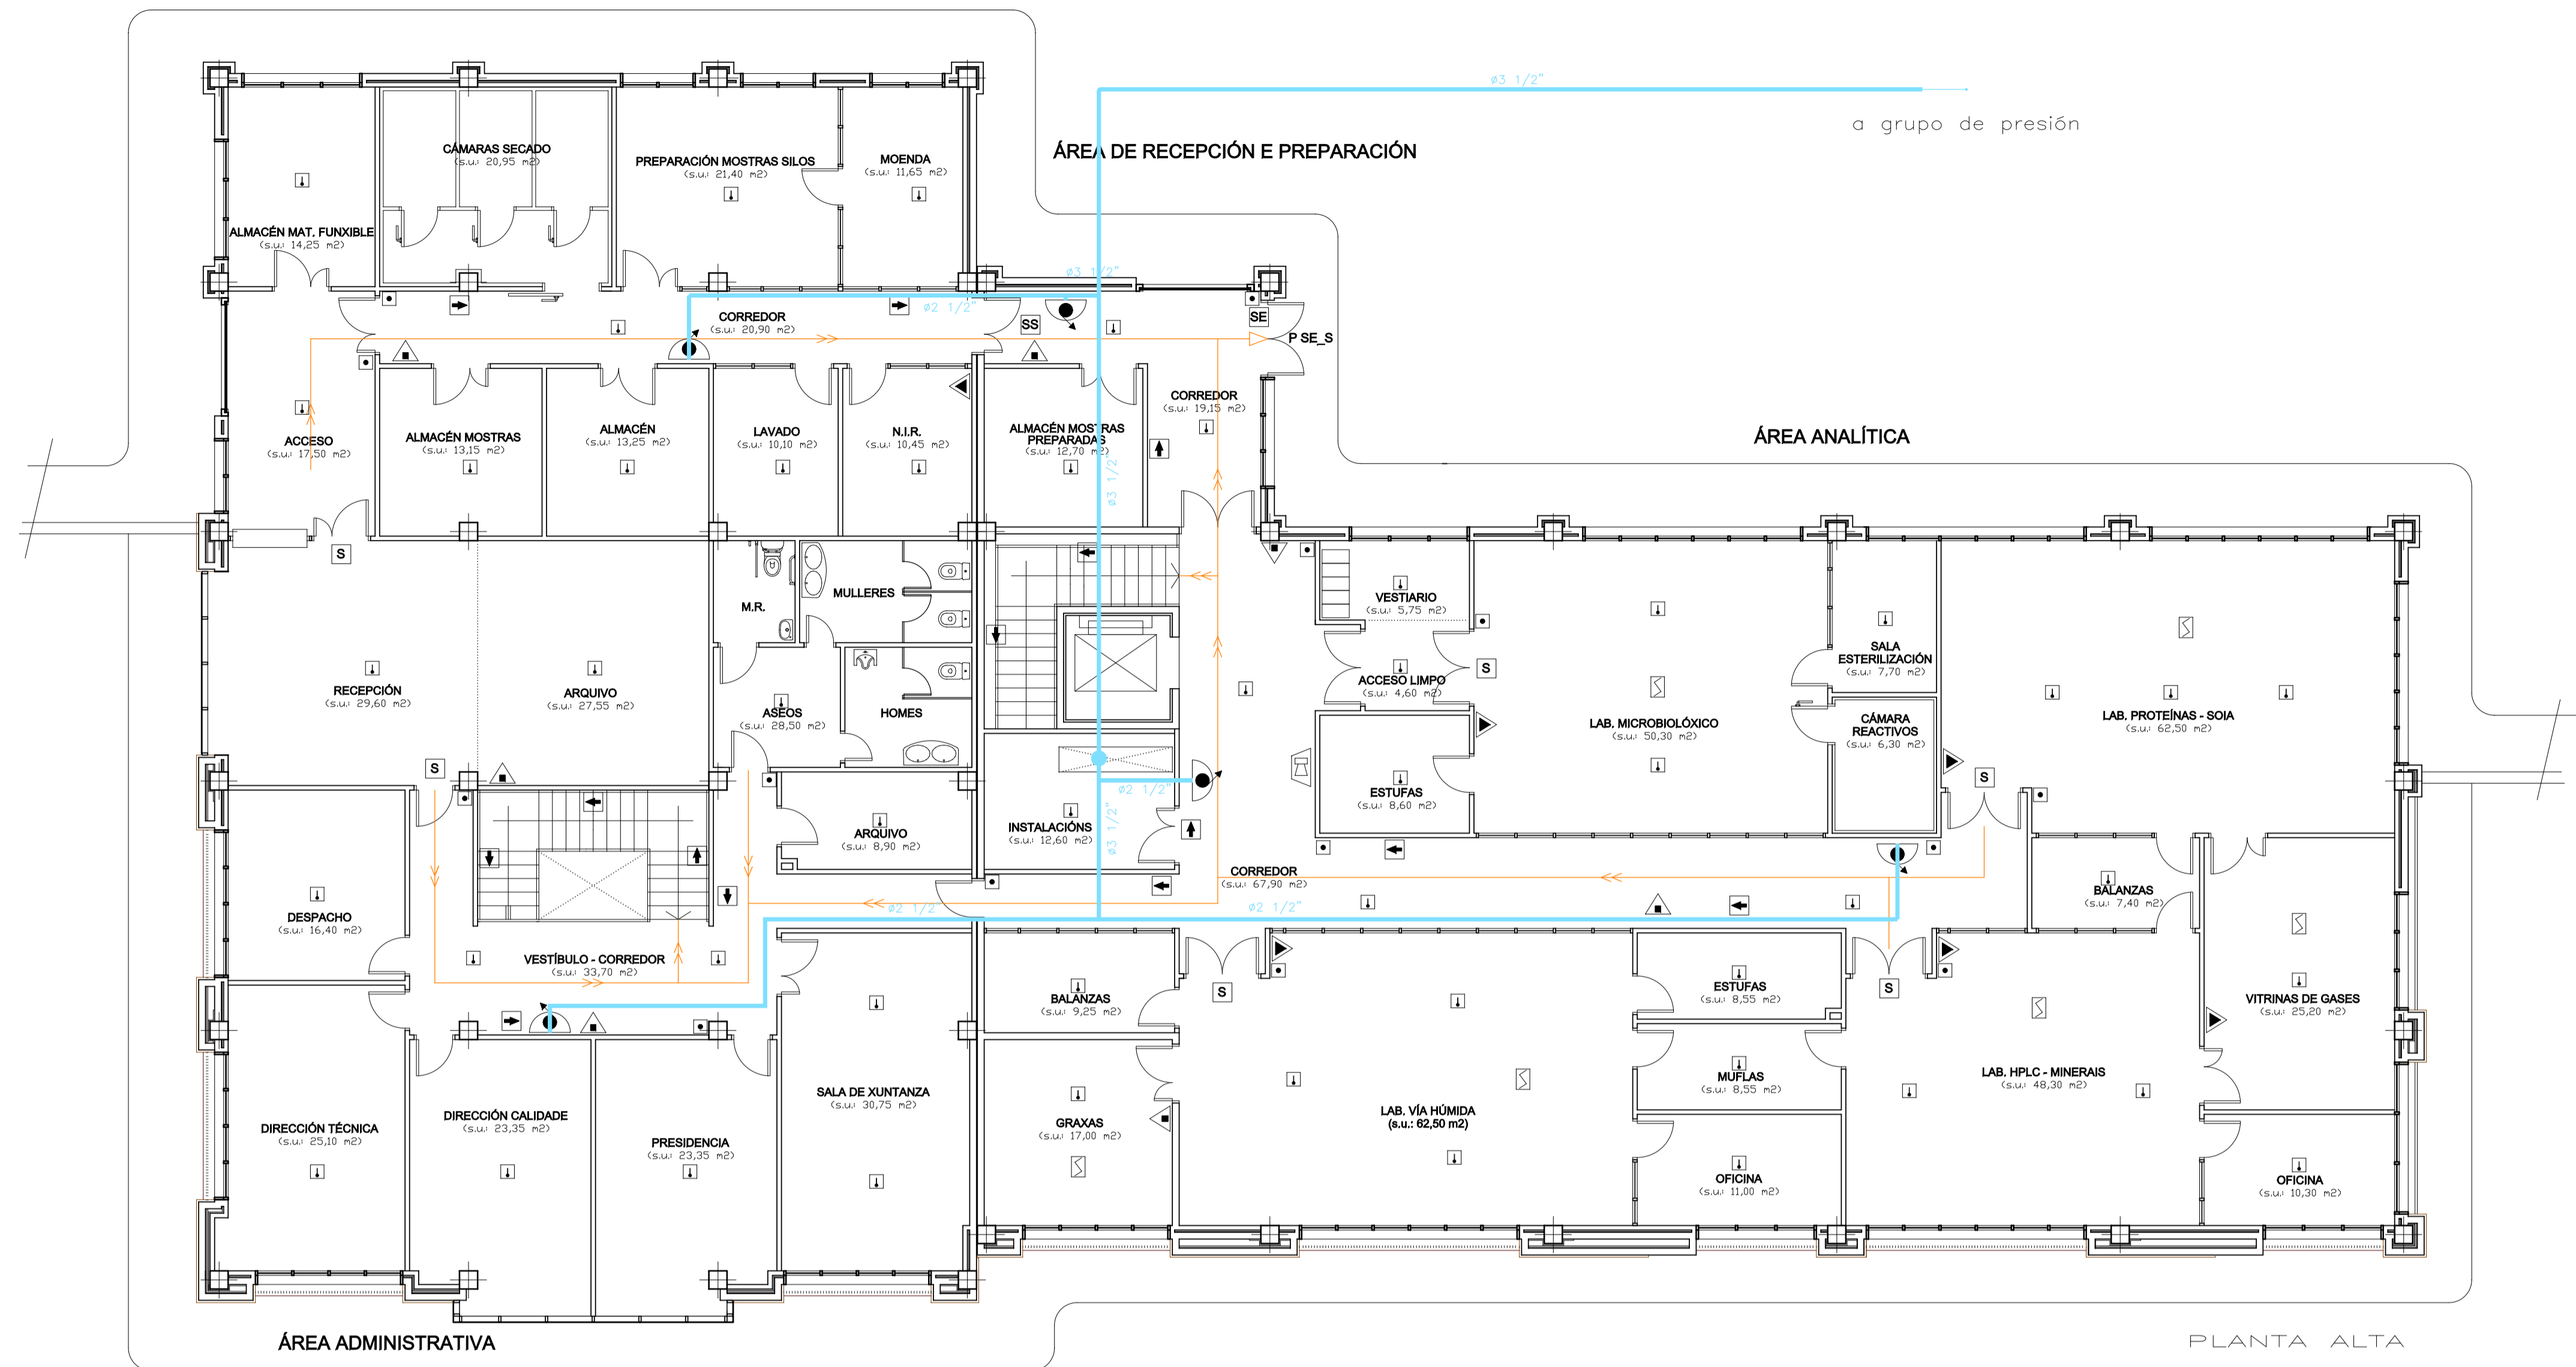 ø3 1/2"
a grupo de presión
ÁREA DE RECEPCIÓN E PREPARACIÓN
CÁMARAS SECADO
(s.u.: 20,95 m2)
PREPARACIÓN MOSTRAS SILOS
(s.u.: 21,40 m2)
MOENDA
(s.u.: 11,65 m2)
ALMACÉN MAT. FUNXIBLE
(s.u.: 14,25 m2)
ø3 1/2"
ø2 1/2"
CORREDOR
(s.u.: 20,90 m2)
SS
SE
P SE_S
ACCESO
(s.u.: 17,50 m2)
ALMACÉN MOSTRAS
(s.u.: 13,15 m2)
ALMACÉN
(s.u.: 13,25 m2)
LAVADO
(s.u.: 10,10 m2)
N.I.R.
(s.u.: 10,45 m2)
ALMACÉN MOSTRAS
PREPARADAS
(s.u.: 12,70 m2)
CORREDOR
(s.u.: 19,15 m2)
ø3 1/2"
ÁREA ANALÍTICA
S
M.R.
MULLERES
VESTIARIO
(s.u.: 5,75 m2)
S
ACCESO LIMPO
(s.u.: 4,60 m2)
SALA
ESTERILIZACIÓN
(s.u.: 7,70 m2)
RECEPCIÓN
(s.u.: 29,60 m2)
ARQUIVO
(s.u.: 27,55 m2)
ASEOS
(s.u.: 28,50 m2)
HOMES
LAB. MICROBIOLÓXICO
(s.u.: 50,30 m2)
CÁMARA
REACTIVOS
(s.u.: 6,30 m2)
LAB. PROTEÍNAS - SOIA
(s.u.: 62,50 m2)
S
S
ø2 1/2"
ESTUFAS
(s.u.: 8,60 m2)
ARQUIVO
(s.u.: 8,90 m2)
INSTALACIÓNS
(s.u.: 12,60 m2)
ø3 1/2"
CORREDOR
(s.u.: 67,90 m2)
BALANZAS
(s.u.: 7,40 m2)
DESPACHO
(s.u.: 16,40 m2)
ø2 1/2"
ø2 1/2"
VESTÍBULO - CORREDOR
(s.u.: 33,70 m2)
S
S
BALANZAS
(s.u.: 9,25 m2)
ESTUFAS
(s.u.: 8,55 m2)
VITRINAS DE GASES
(s.u.: 25,20 m2)
MUFLAS
(s.u.: 8,55 m2)
LAB. HPLC - MINERAIS
(s.u.: 48,30 m2)
SALA DE XUNTANZA
(s.u.: 30,75 m2)
DIRECCIÓN TÉCNICA
(s.u.: 25,10 m2)
DIRECCIÓN CALIDADE
(s.u.: 23,35 m2)
PRESIDENCIA
(s.u.: 23,35 m2)
GRAXAS
(s.u.: 17,00 m2)
LAB. VÍA HÚMIDA
(s.u.: 62,50 m2)
OFICINA
(s.u.: 11,00 m2)
OFICINA
(s.u.: 10,30 m2)
ÁREA ADMINISTRATIVA
PLANTA ALTA